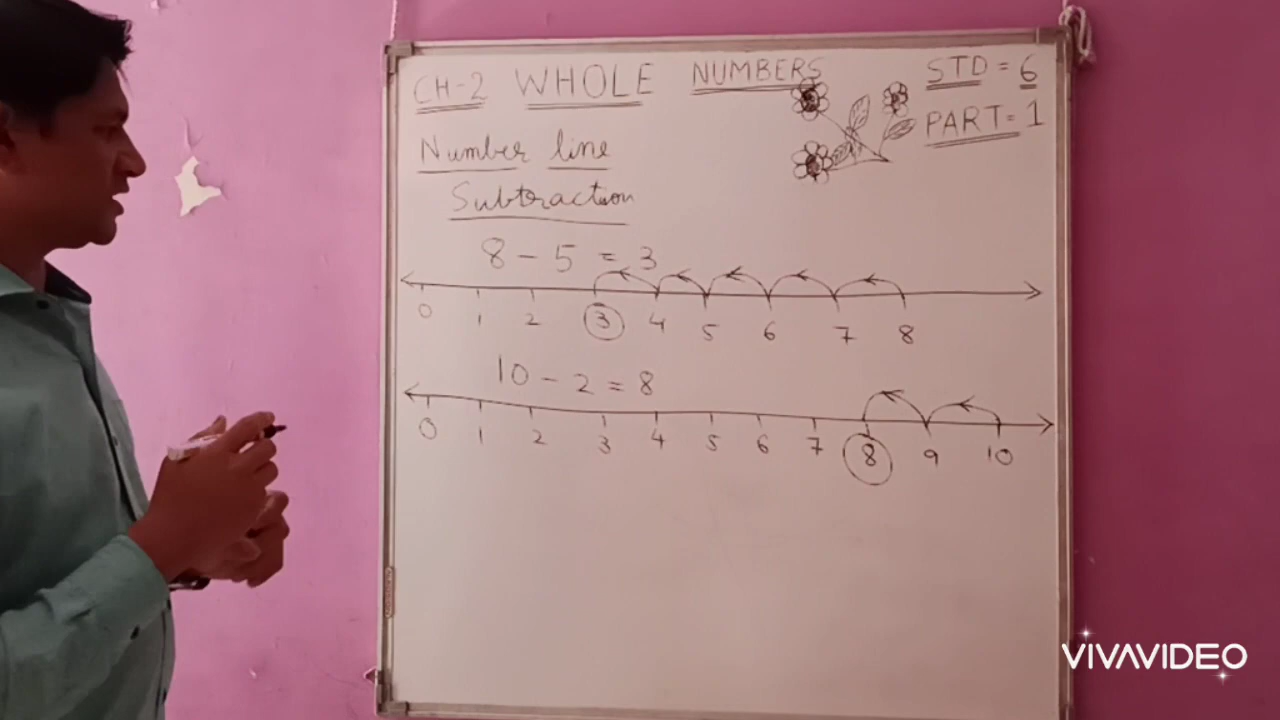 CH-2 WHOLE NUMBERS STD = 6
PART = 1
Number line
Subtraction
8 - 5 = 3
0 1 2 3 4 5 6 7 8
10 - 2 = 8
0 1 2 3 4 5 6 7 8 9 10
VIVAVIDEO